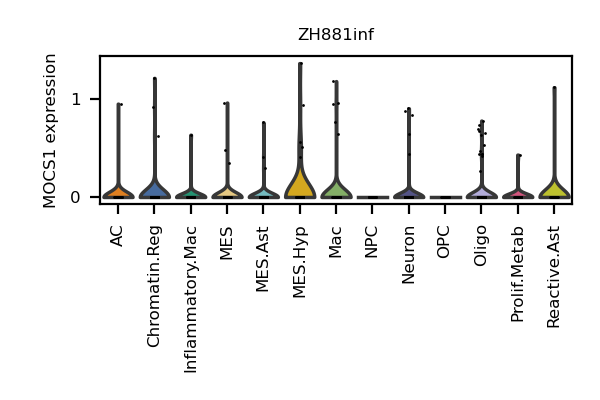 ZH881inf
MOCS1 expression
1
0
AC
Chromatin.Reg
Inflammatory.Mac
MES
MES.Ast
MES.Hyp
Mac
NPC
Neuron
OPC
Oligo
Prolif.Metab
Reactive.Ast